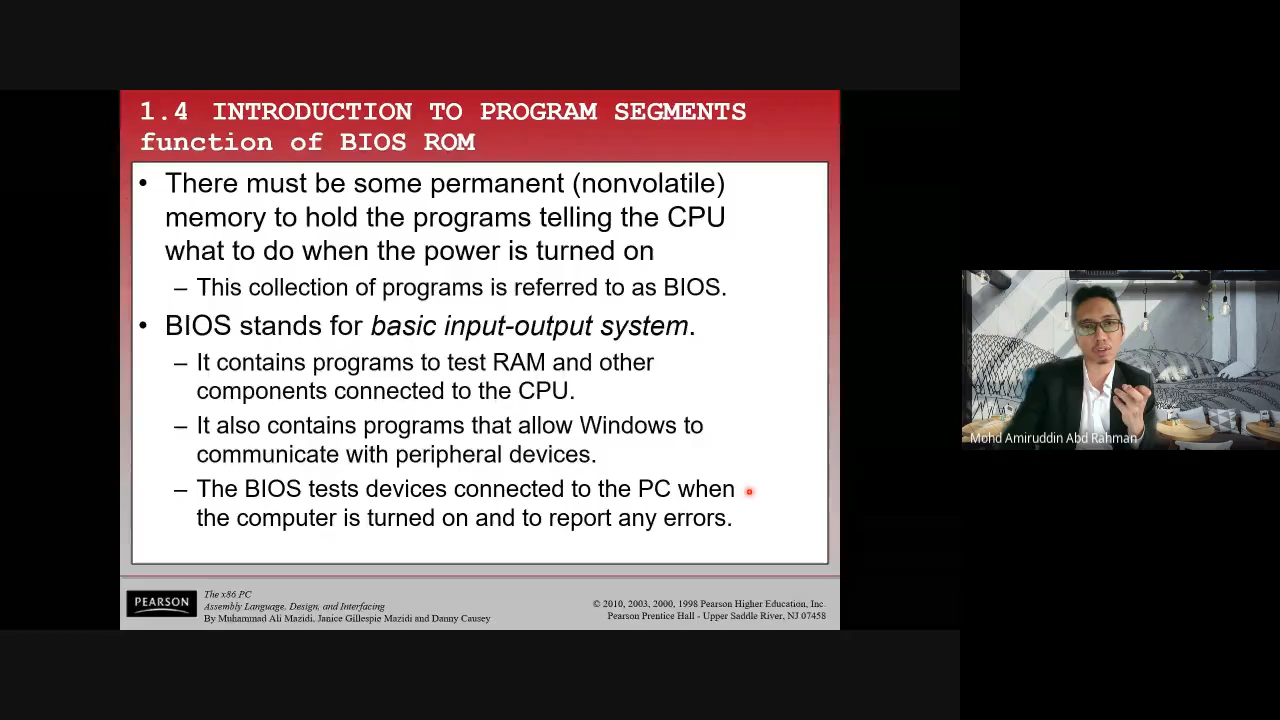 1.4 INTRODUCTION TO PROGRAM SEGMENTS
function of BIOS ROM
• There must be some permanent (nonvolatile)
memory to hold the programs telling the CPU
what to do when the power is turned on
– This collection of programs is referred to as BIOS.
• BIOS stands for basic input-output system.
– It contains programs to test RAM and other
components connected to the CPU.
– It also contains programs that allow Windows to
communicate with peripheral devices.
– The BIOS tests devices connected to the PC when
the computer is turned on and to report any errors.
PEARSON
The x86 PC
Assembly Language, Design, and Interfacing
By Muhammad Ali Mazidi, Janice Gillespie Mazidi and Danny Causey
© 2010, 2003, 2000, 1998 Pearson Higher Education, Inc.
Pearson Prentice Hall - Upper Saddle River, NJ 07458
Mohd Amiruddin Abd Rahman